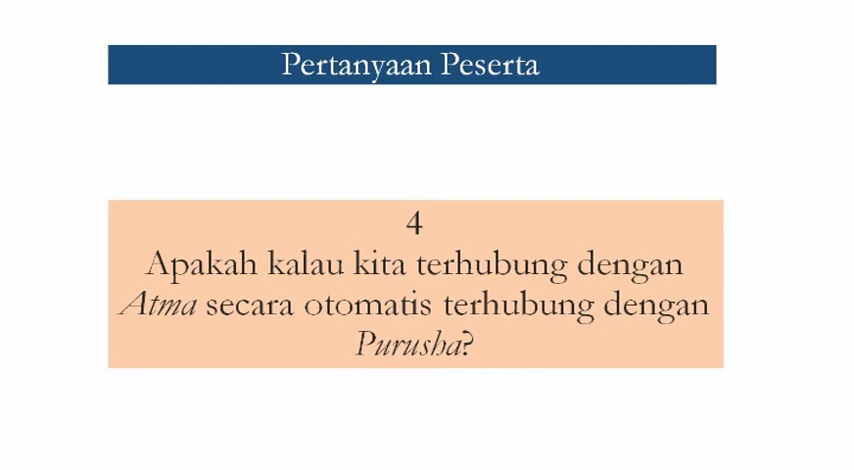 Pertanyaan Peserta
4
Apakah kalau kita terhubung dengan
Atma secara otomatis terhubung dengan
Purusha?